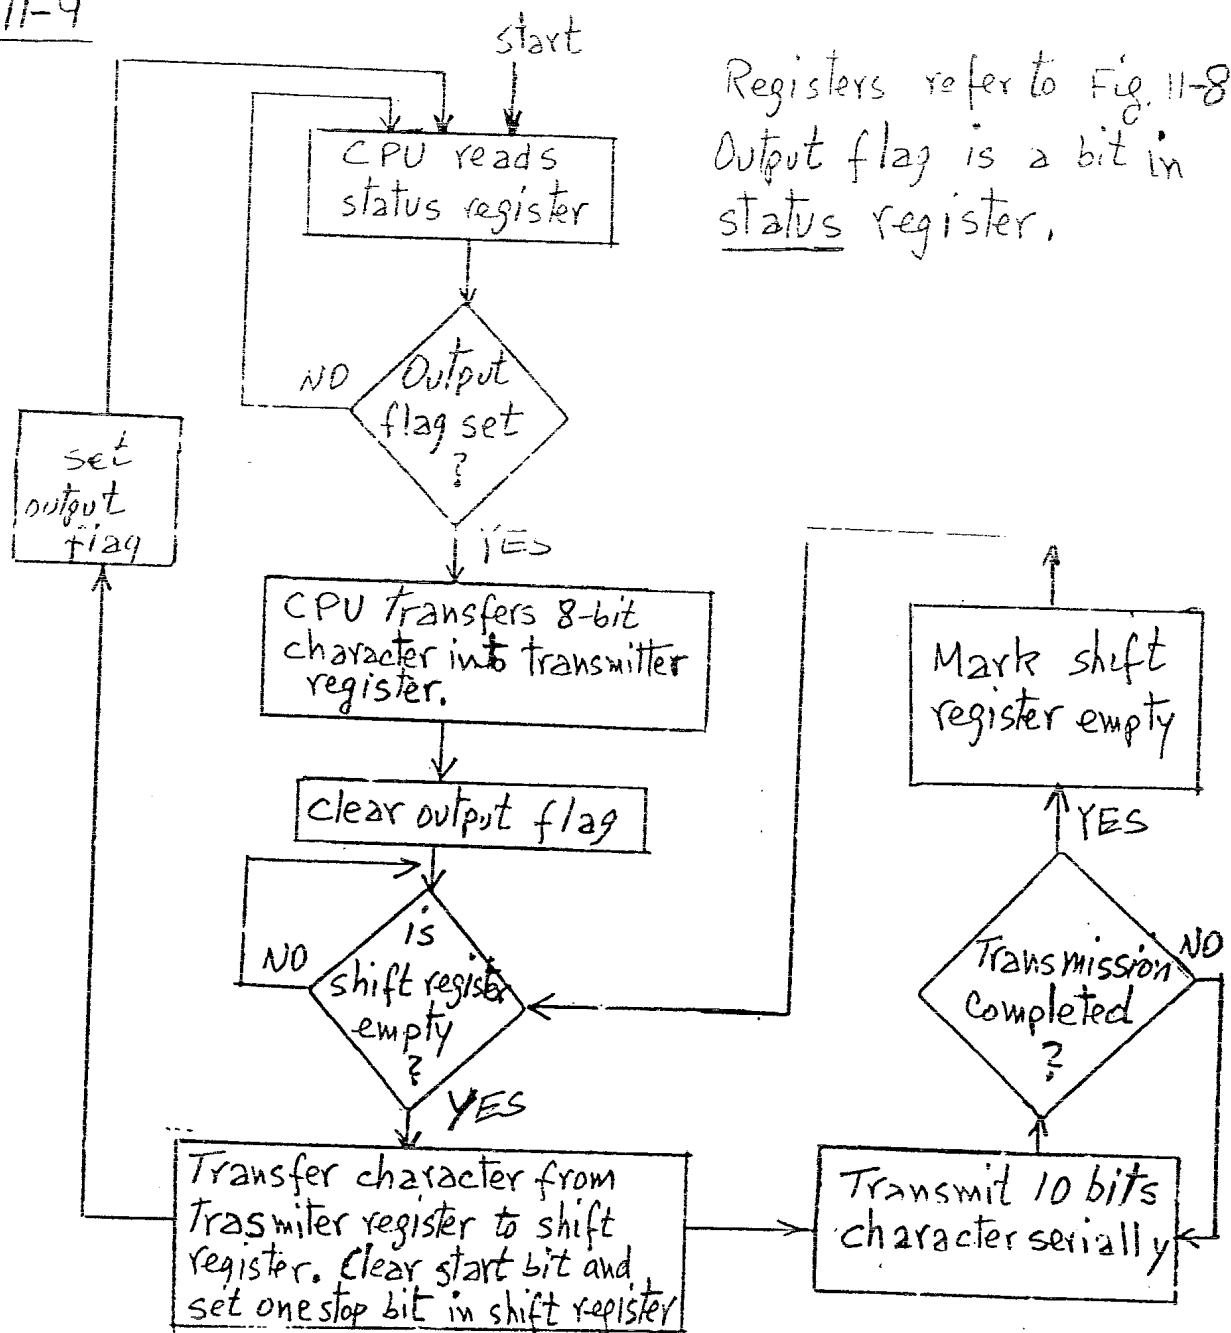 11-9
start
Registers refer to Fig. 11-8
Output flag is a bit in
status register.
CPU reads
status register
NO
Output
flag set
?
set
output
flag
YES
CPU Transfers 8-bit
character into transmitter
register.
Mark shift
register empty
clear output flag
YES
is
shift register
empty
?
NO
Transmission
completed
?
NO
YES
Transfer character from
Trasmiter register to shift
register. Clear start bit and
set one stop bit in shift register
Transmit 10 bits
character serially